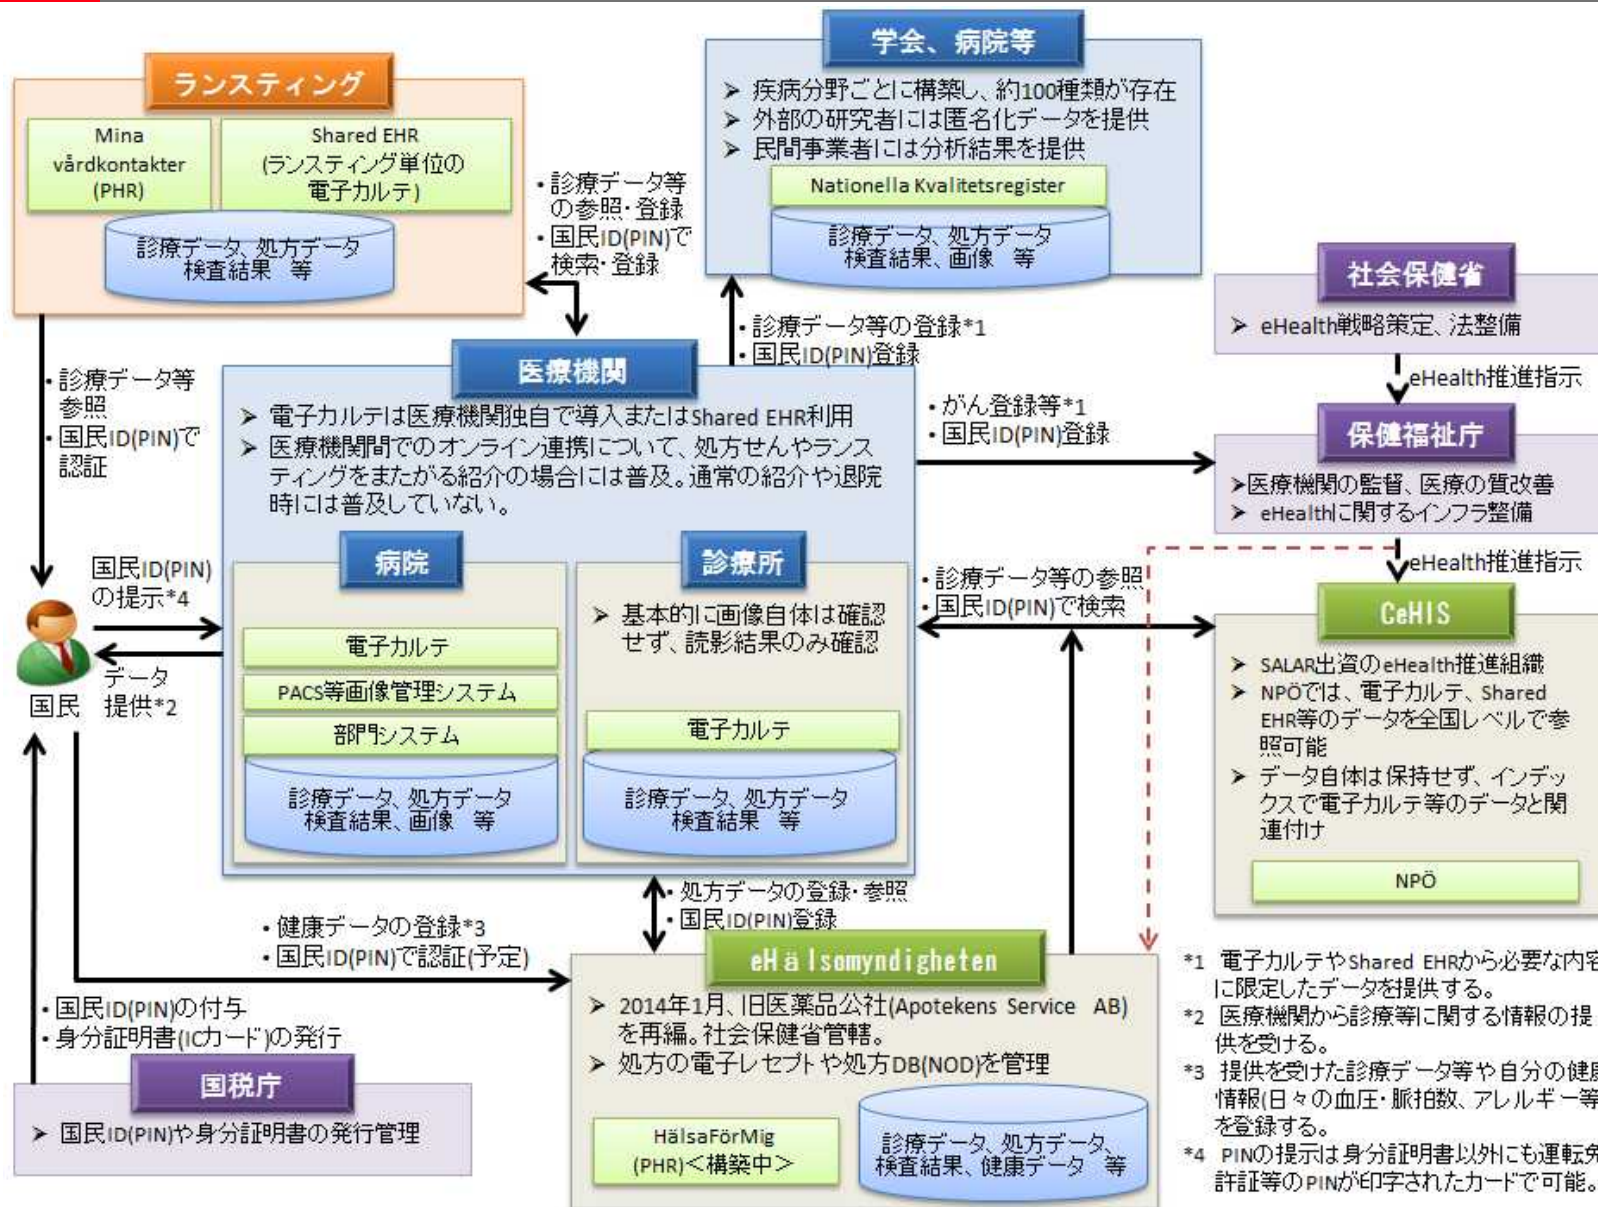 ランスティング
Mina
vårdkontakter
(PHR)
Shared EHR
(ランスティング単位の
電子カルテ)
診療データ、処方データ
検査結果　等
・診療データ等
の参照・登録
・国民ID(PIN)で
検索・登録
学会、病院等
➢ 疾病分野ごとに構築し、約100種類が存在
➢ 外部の研究者には匿名化データを提供
➢ 民間事業者には分析結果を提供
Nationella Kvalitetsregister
診療データ、処方データ
検査結果、画像　等
・診療データ等の登録*1
・国民ID(PIN)登録
社会保健省
➢ eHealth戦略策定、法整備
eHealth推進指示
保健福祉庁
➢医療機関の監督、医療の質改善
➢ eHealthに関するインフラ整備
eHealth推進指示
・診療データ等
参照
・国民ID(PIN)で
認証
医療機関
➢ 電子カルテは医療機関独自で導入またはShared EHR利用
➢ 医療機関間でのオンライン連携について、処方せんやランス
ティングをまたがる紹介の場合には普及。通常の紹介や退院
時には普及していない。
・がん登録等*1
・国民ID(PIN)登録
国民ID(PIN)
の提示*4
国民
データ
提供*2
病院
電子カルテ
PACS等画像管理システム
部門システム
診療データ、処方データ
検査結果、画像　等
診療所
➢ 基本的に画像自体は確認
せず、読影結果のみ確認
電子カルテ
診療データ、処方データ
検査結果　等
・診療データ等の参照
・国民ID(PIN)で検索
CeHIS
➢ SALAR出資のeHealth推進組織
➢ NPÖでは、電子カルテ、Shared
EHR等のデータを全国レベルで参
照可能
➢ データ自体は保持せず、インデッ
クスで電子カルテ等のデータと関
連付け
NPÖ
・処方データの登録・参照
・国民ID(PIN)登録
・健康データの登録*3
・国民ID(PIN)で認証(予定)
・国民ID(PIN)の付与
・身分証明書(ICカード)の発行
国税庁
➢ 国民ID(PIN)や身分証明書の発行管理
eHälsomyndigheten
➢ 2014年1月、旧医薬品公社(Apotekens Service AB)
を再編。社会保健省管轄。
➢ 処方の電子レセプトや処方DB(NOD)を管理
HälsaFörMig
(PHR)＜構築中＞
診療データ、処方データ、
検査結果、健康データ　等
*1 電子カルテやShared EHRから必要な内容
に限定したデータを提供する。
*2 医療機関から診療等に関する情報の提
供を受ける。
*3 提供を受けた診療データ等や自分の健康
情報(日々の血圧・脈拍数、アレルギー等
を登録する。
*4 PINの提示は身分証明書以外にも運転免
許証等のPINが印字されたカードで可能。